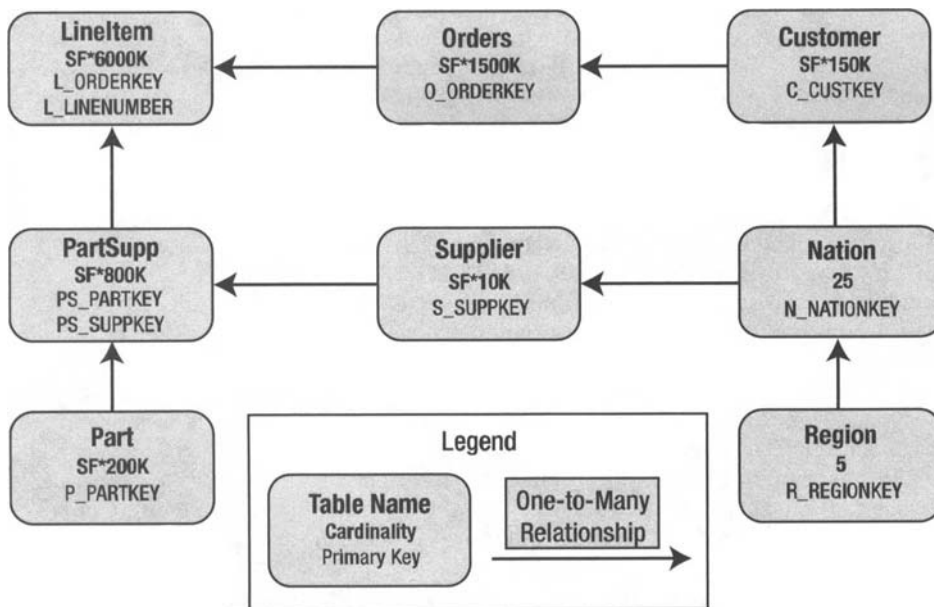 LineItem
SF*6000K
L_ORDERKEY
L_LINENUMBER
Orders
SF*1500K
O_ORDERKEY
Customer
SF*150K
C_CUSTKEY
PartSupp
SF*800K
PS_PARTKEY
PS_SUPPKEY
Supplier
SF*10K
S_SUPPKEY
Nation
25
N_NATIONKEY
Part
SF*200K
P_PARTKEY
Legend
Table Name
Cardinality
Primary Key
One-to-Many
Relationship
Region
5
R_REGIONKEY